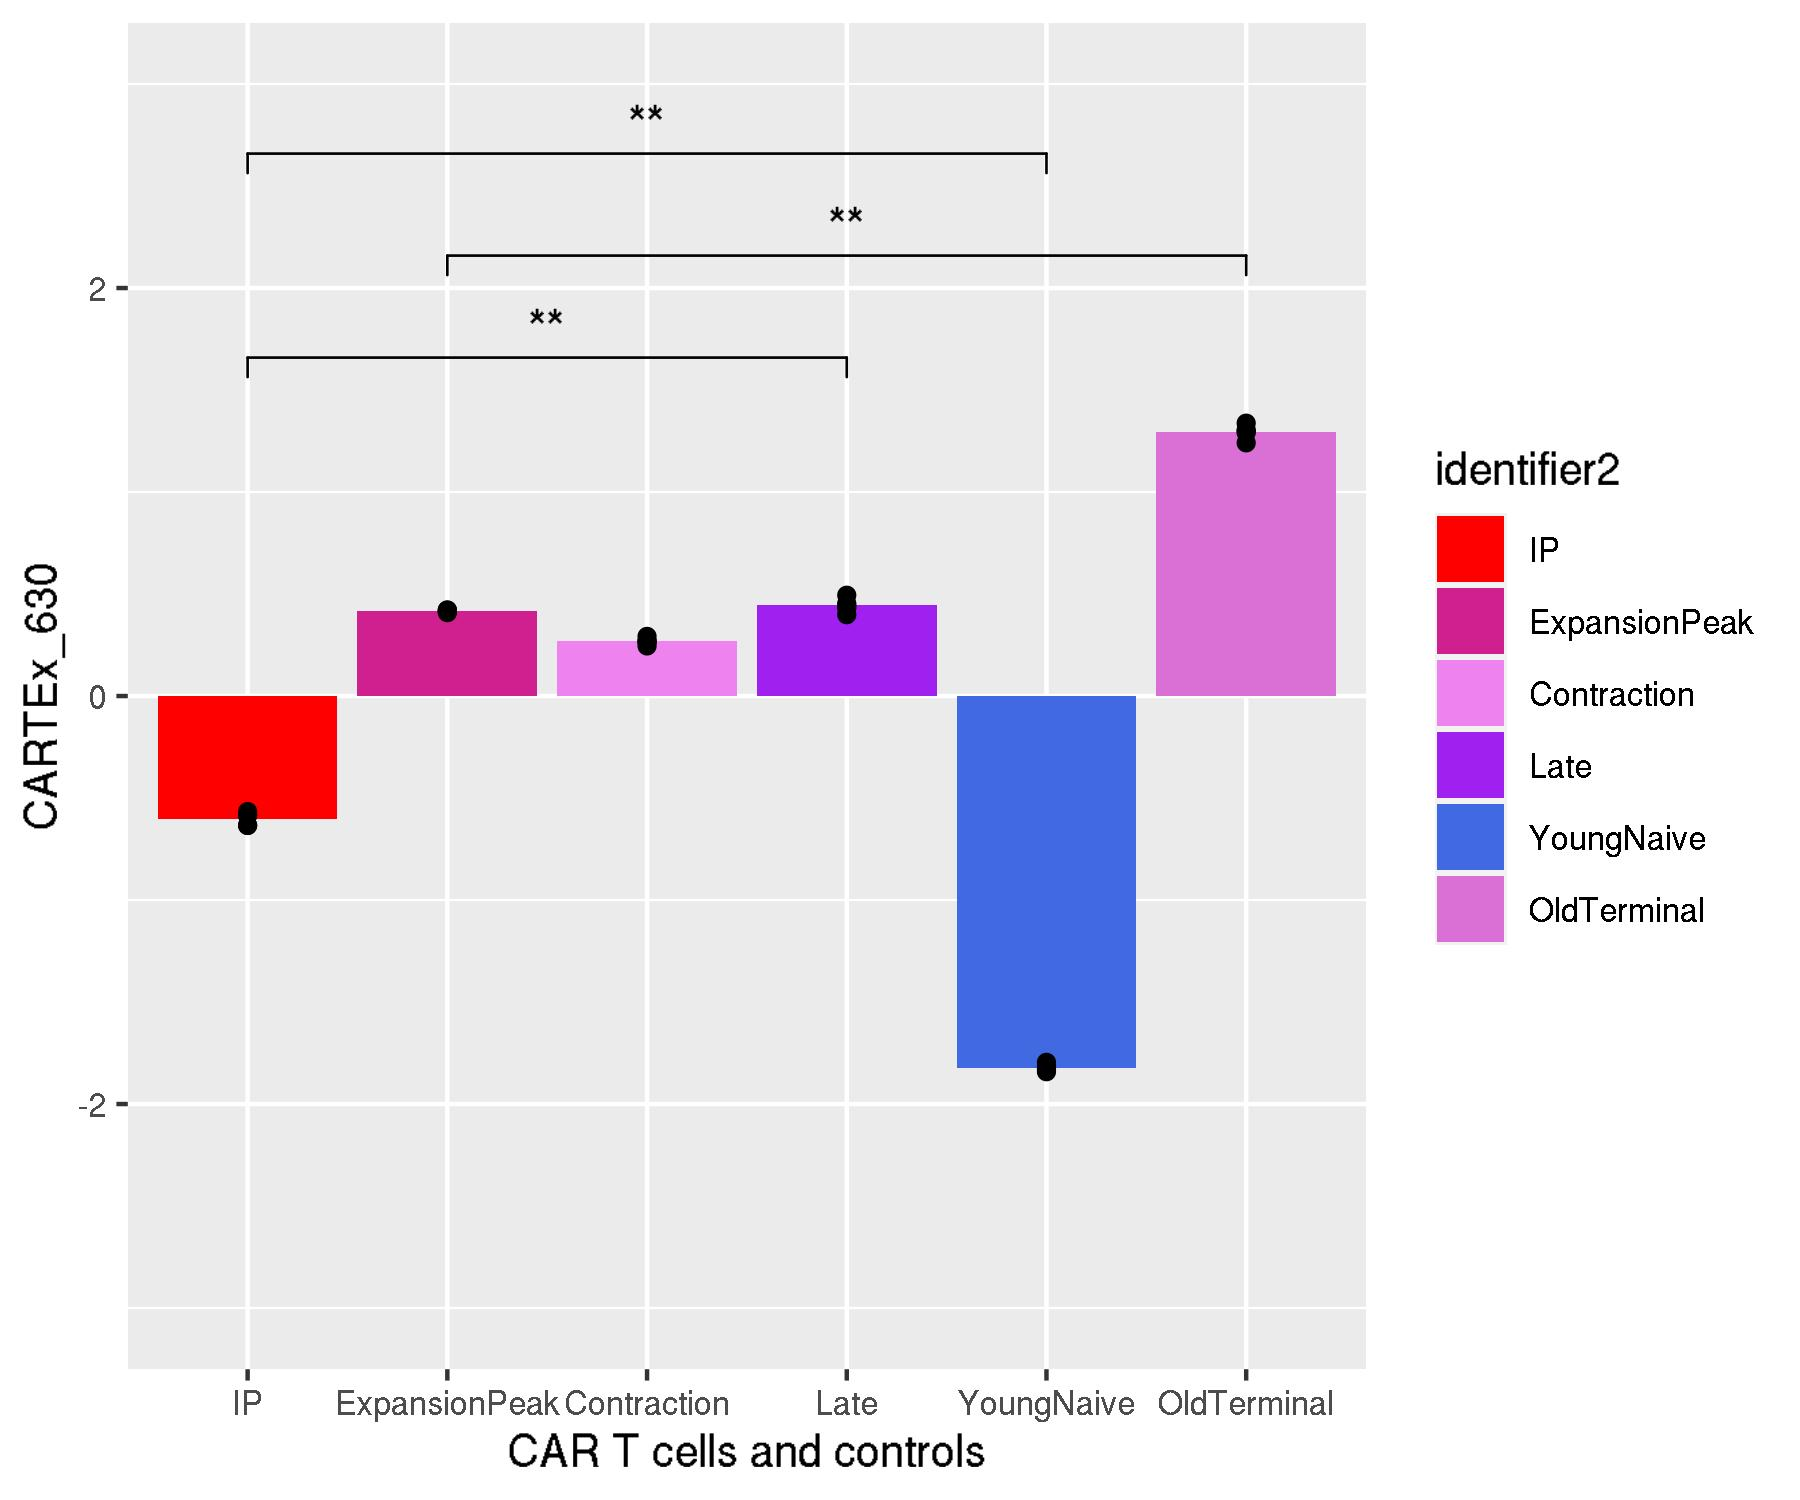 **
**
**
2
0
-2
CARTEx_630
IP ExpansionPeak Contraction Late YoungNaive OldTerminal
CAR T cells and controls
identifier2
IP
ExpansionPeak
Contraction
Late
YoungNaive
OldTerminal